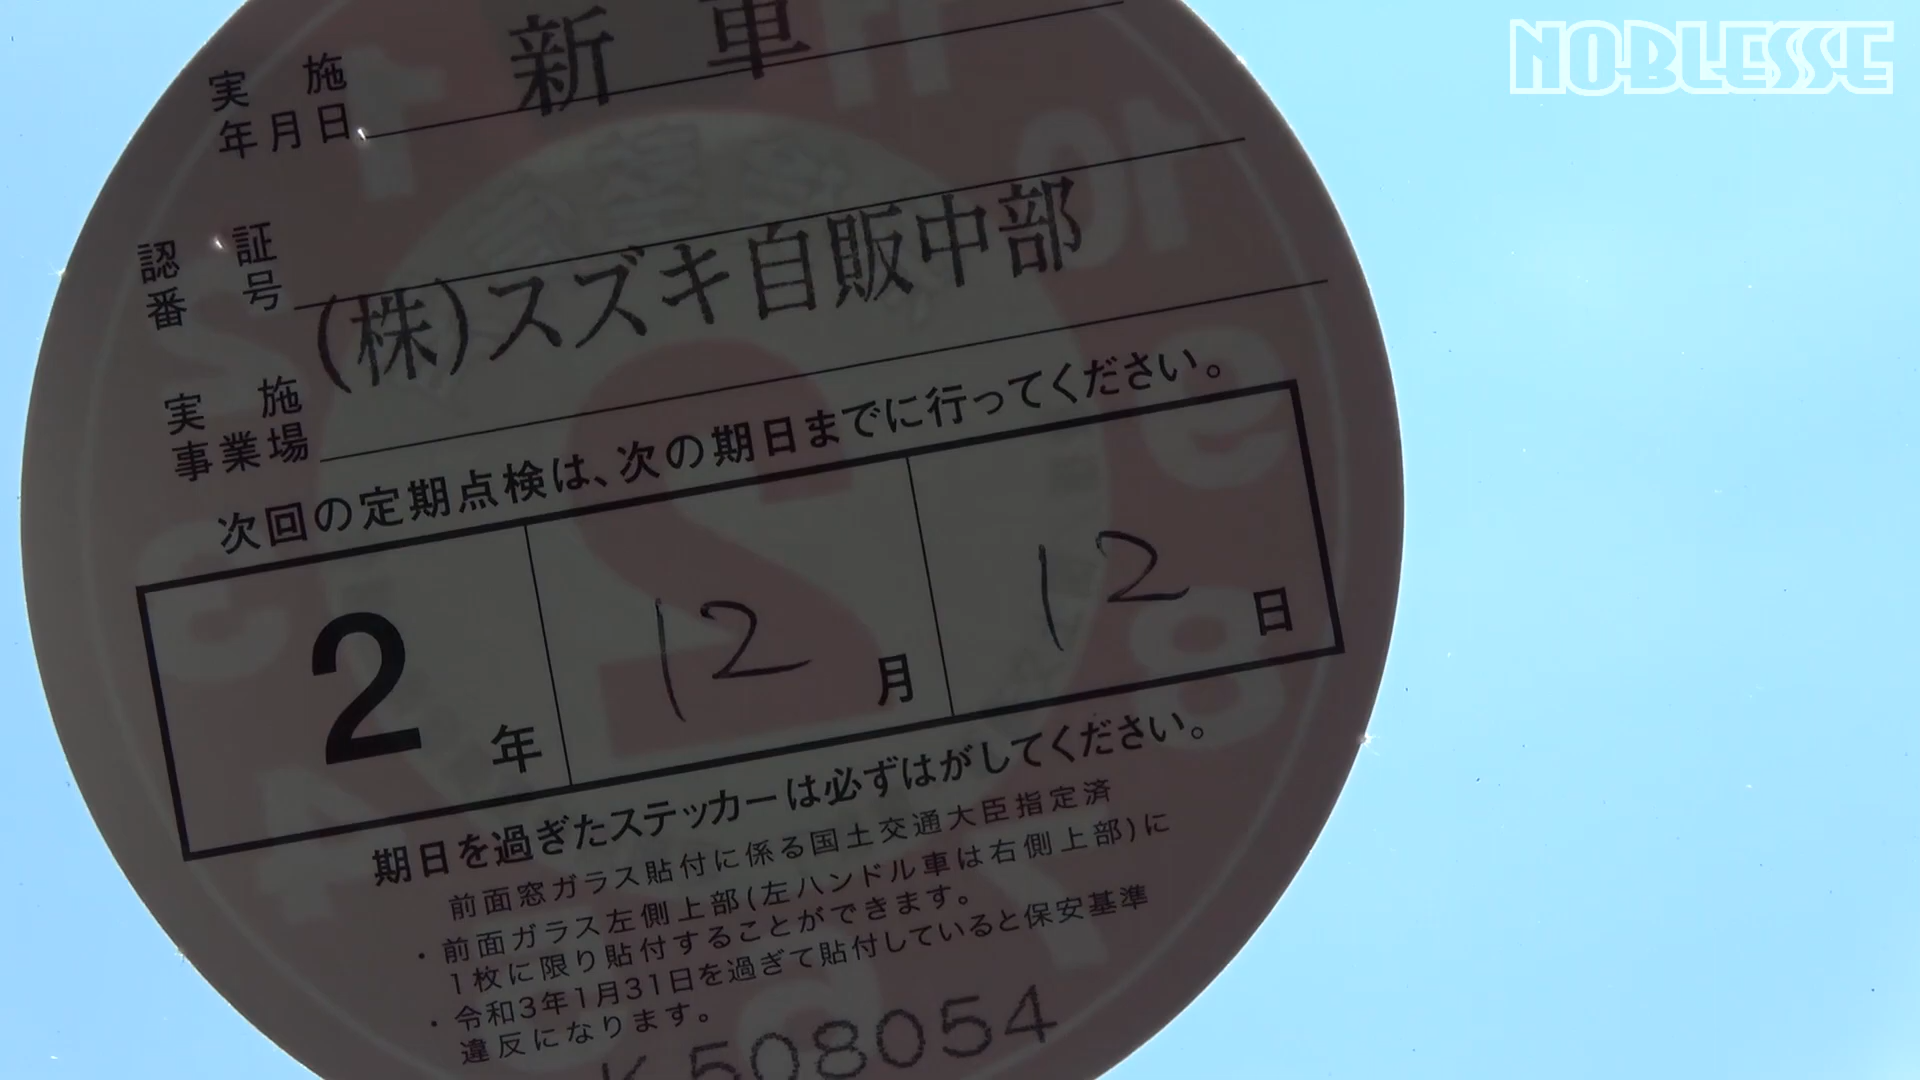 NOBLESSE
実施年月日 新車
認証番号
実施事業場 (株)スズキ自販中部
次回の定期点検は、次の期日までに行ってください。
2年 12月 12日
期日を過ぎたステッカーは必ずはがしてください。
前面窓ガラス貼付に係る国土交通大臣指定済
・前面ガラス左側上部(左ハンドル車は右側上部)に
1枚に限り貼付することができます。
・令和3年1月31日を過ぎて貼付していると保安基準
違反になります。
K 508054